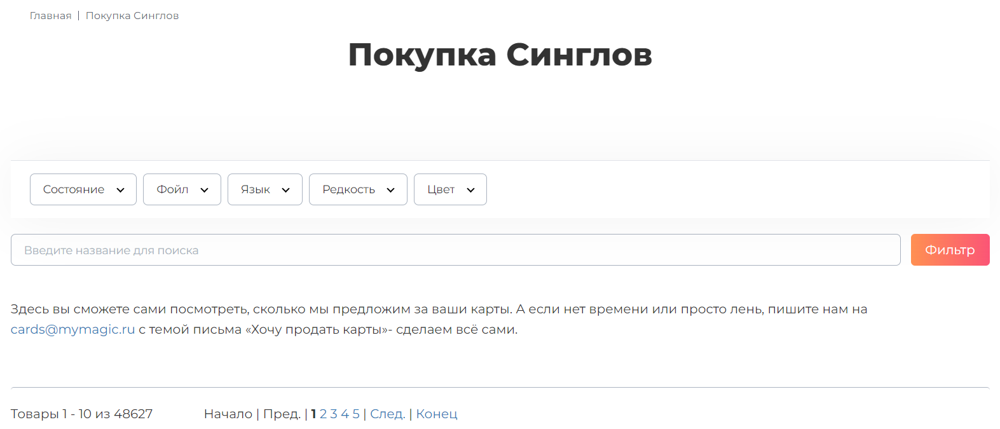 Главная | Покупка Синглов
Покупка Синглов
Состояние Фойл Язык Редкость Цвет
Введите название для поиска Фильтр
Здесь вы сможете сами посмотреть, сколько мы предложим за ваши карты. А если нет времени или просто лень, пишите нам на
cards@mymagic.ru с темой письма «Хочу продать карты»- сделаем всё сами.
Товары 1 - 10 из 48627 Начало | Пред. | 1 2 3 4 5 | След. | Конец